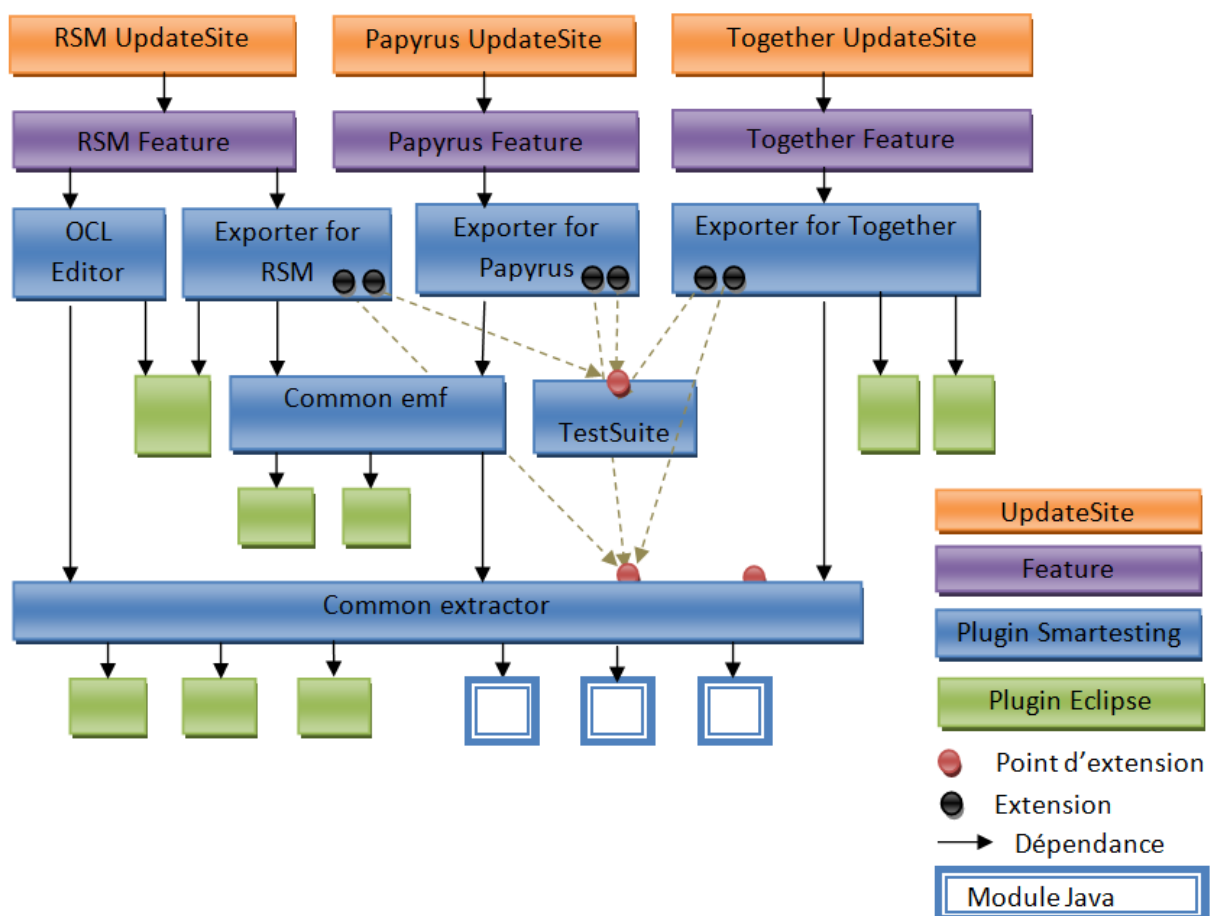 RSM UpdateSite
Papyrus UpdateSite
Together UpdateSite
RSM Feature
Papyrus Feature
Together Feature
OCL
Editor
Exporter for
RSM
Exporter for
Papyrus
Exporter for Together
Common emf
TestSuite
Common extractor
UpdateSite
Feature
Plugin Smartesting
Plugin Eclipse
Point d’extension
Extension
Dépendance
Module Java